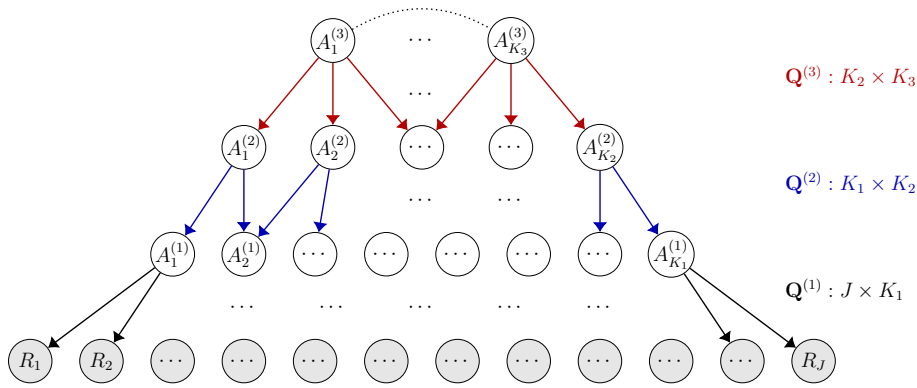 A_1^{(3)} ··· A_{K_3}^{(3)}
··· Q^{(3)} : K_2 × K_3
A_1^{(2)} A_2^{(2)} ··· ··· A_{K_2}^{(2)}
··· ··· Q^{(2)} : K_1 × K_2
A_1^{(1)} A_2^{(1)} ··· ··· ··· ··· ··· A_{K_1}^{(1)}
··· ··· ··· ··· ··· Q^{(1)} : J × K_1
R_1 R_2 ··· ··· ··· ··· ··· ··· ··· ··· ··· R_J